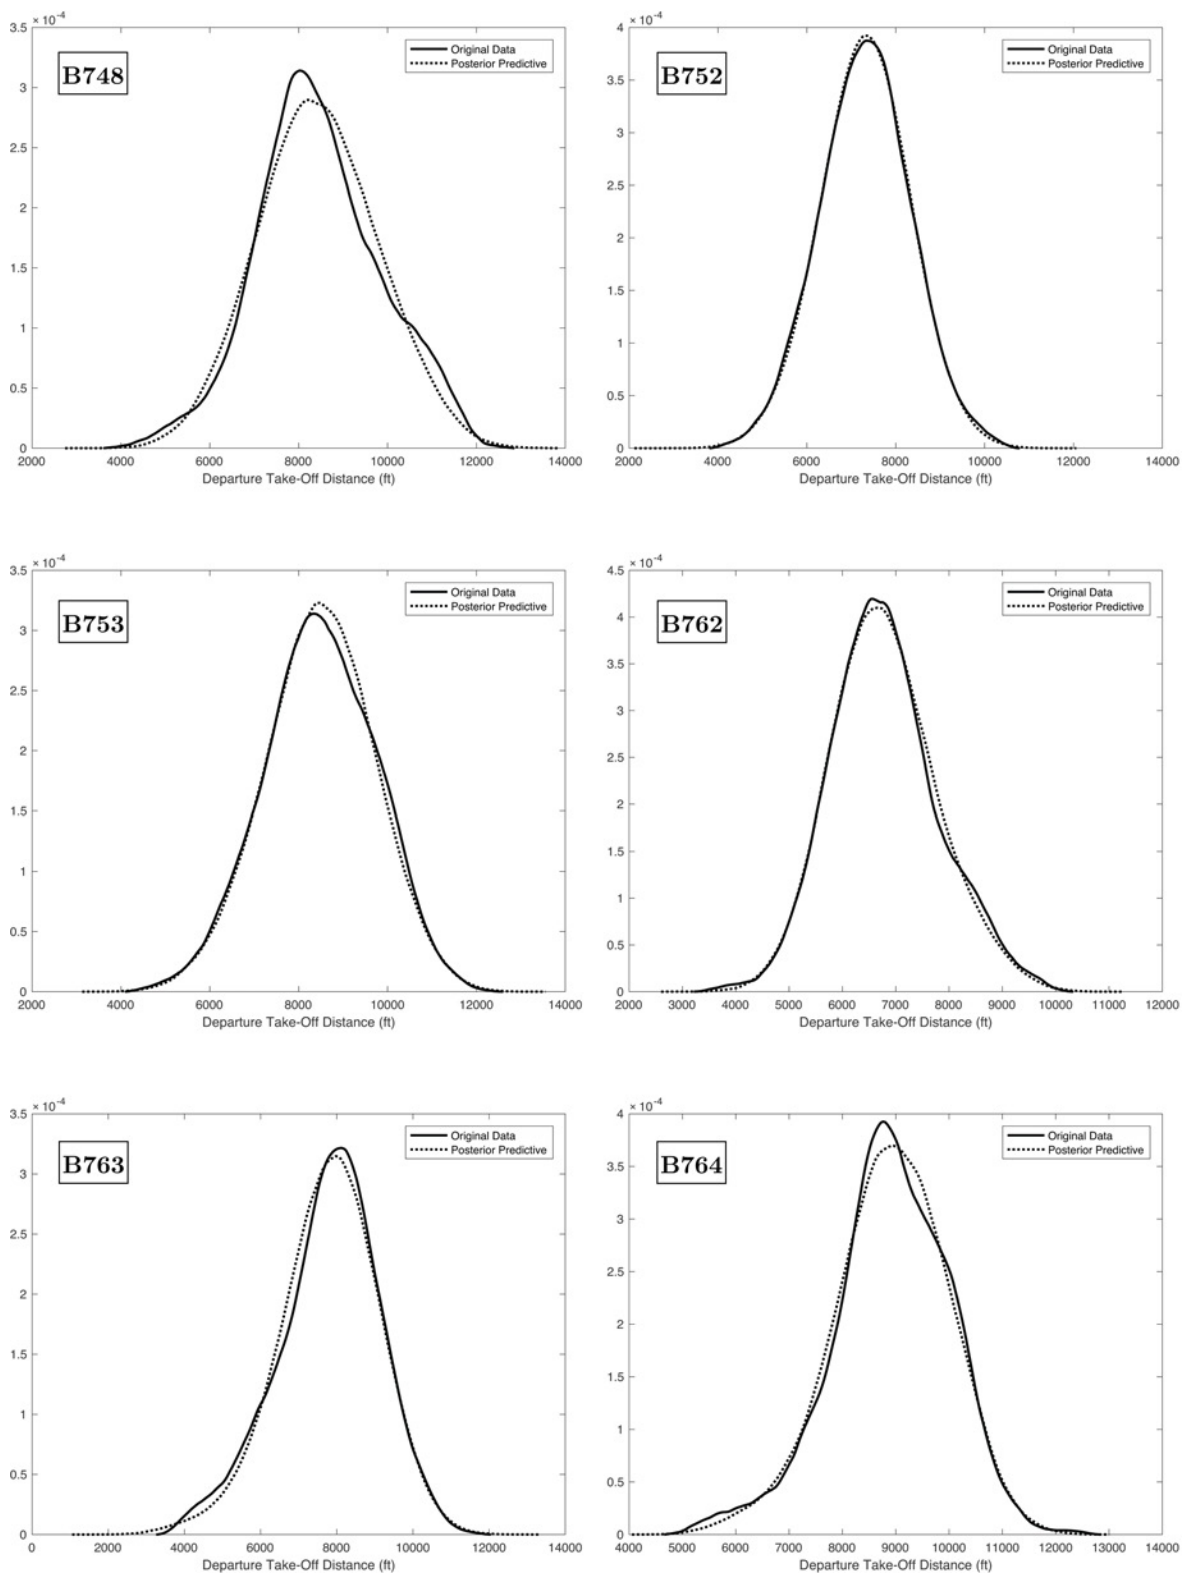 × 10⁻⁴
3.5
3
2.5
2
1.5
1
0.5
0
2000 4000 6000 8000 10000 12000 14000
Departure Take-Off Distance (ft)
B748
Original Data
Posterior Predictive
× 10⁻⁴
4
3.5
3
2.5
2
1.5
1
0.5
0
2000 4000 6000 8000 10000 12000 14000
Departure Take-Off Distance (ft)
B752
Original Data
Posterior Predictive
× 10⁻⁴
3.5
3
2.5
2
1.5
1
0.5
0
2000 4000 6000 8000 10000 12000 14000
Departure Take-Off Distance (ft)
B753
Original Data
Posterior Predictive
× 10⁻⁴
4.5
4
3.5
3
2.5
2
1.5
1
0.5
0
2000 3000 4000 5000 6000 7000 8000 9000 10000 11000 12000
Departure Take-Off Distance (ft)
B762
Original Data
Posterior Predictive
× 10⁻⁴
3.5
3
2.5
2
1.5
1
0.5
0
0 2000 4000 6000 8000 10000 12000 14000
Departure Take-Off Distance (ft)
B763
Original Data
Posterior Predictive
× 10⁻⁴
4
3.5
3
2.5
2
1.5
1
0.5
0
4000 5000 6000 7000 8000 9000 10000 11000 12000 13000 14000
Departure Take-Off Distance (ft)
B764
Original Data
Posterior Predictive